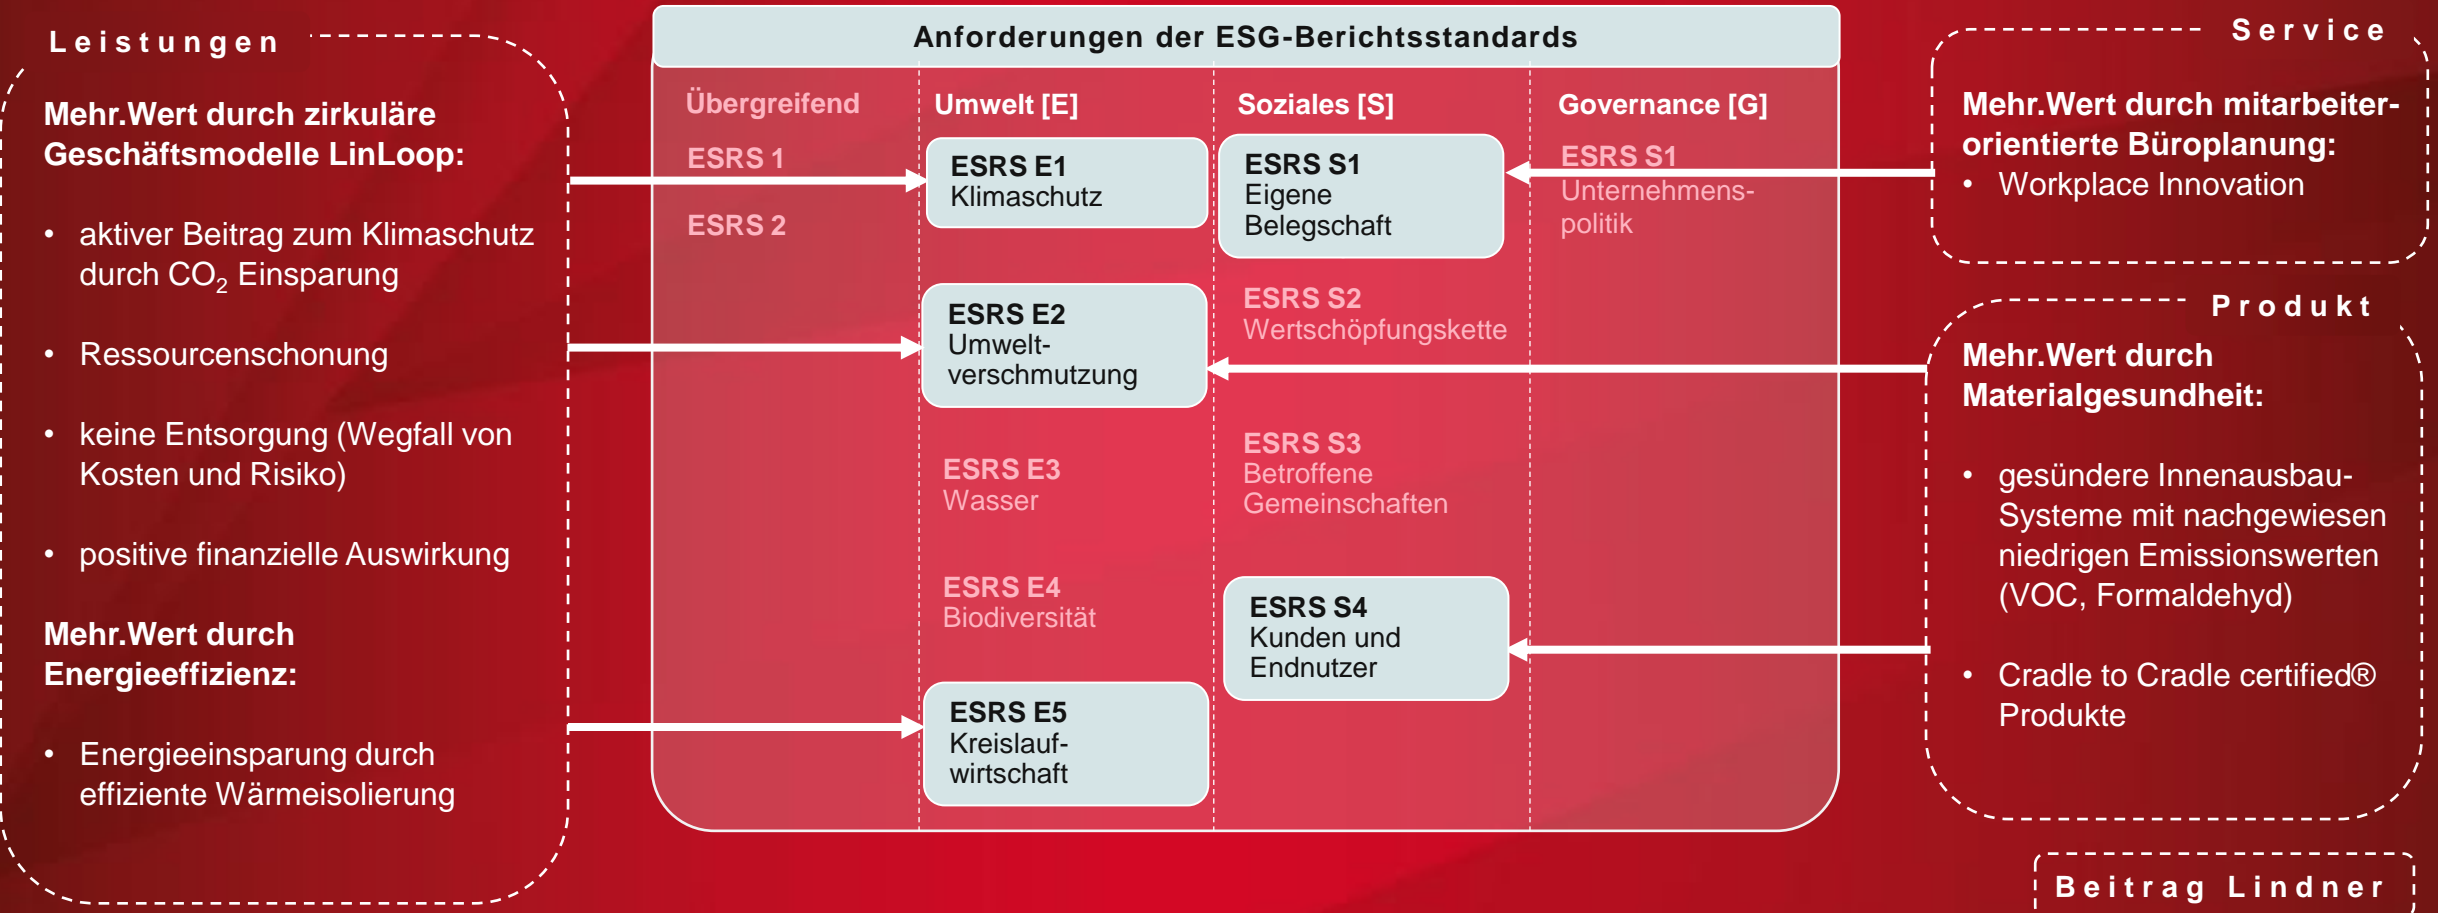 Leistungen
Mehr.Wert durch zirkuläre
Geschäftsmodelle LinLoop:
• aktiver Beitrag zum Klimaschutz
durch CO₂ Einsparung
• Ressourcenschonung
• keine Entsorgung (Wegfall von
Kosten und Risiko)
• positive finanzielle Auswirkung
Mehr.Wert durch
Energieeffizienz:
• Energieeinsparung durch
effiziente Wärmeisolierung
Anforderungen der ESG-Berichtsstandards
Übergreifend
ESRS 1
ESRS 2
Umwelt [E]
ESRS E1
Klimaschutz
ESRS E2
Umwelt-
verschmutzung
ESRS E3
Wasser
ESRS E4
Biodiversität
ESRS E5
Kreislauf-
wirtschaft
Soziales [S]
ESRS S1
Eigene
Belegschaft
ESRS S2
Wertschöpfungskette
ESRS S3
Betroffene
Gemeinschaften
ESRS S4
Kunden und
Endnutzer
Governance [G]
ESRS S1
Unternehmens-
politik
Service
Mehr.Wert durch mitarbeiter-
orientierte Büroplanung:
• Workplace Innovation
Produkt
Mehr.Wert durch
Materialgesundheit:
• gesündere Innenausbau-
Systeme mit nachgewiesen
niedrigen Emissionswerten
(VOC, Formaldehyd)
• Cradle to Cradle certified®
Produkte
Beitrag Lindner